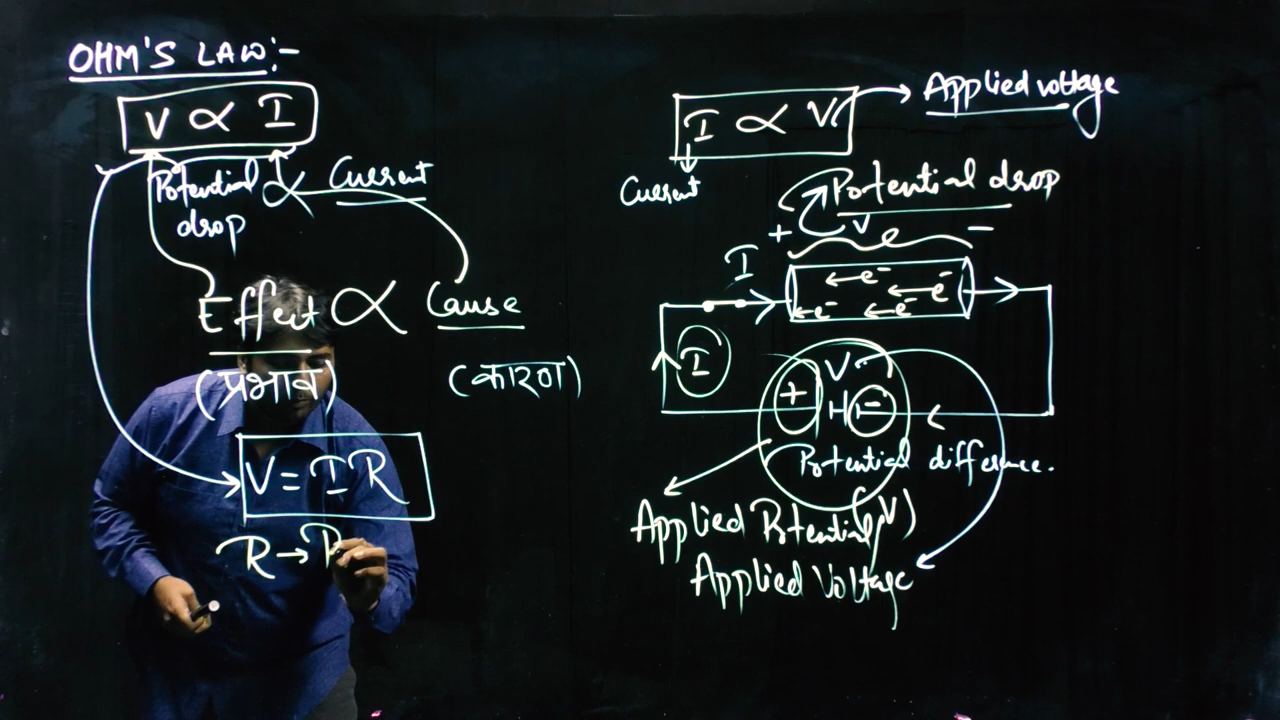 OHM'S LAW:-
V ∝ I
Potential drop ∝ Current
Effect ∝ Cause
(प्रभाव)
(कारण)
V = I R
R →
I ∝ V
Applied voltage
Current
Potential drop
+ V −
I
← e⁻ ← e⁻
← e⁻ ← e⁻
I
V
+ −
Potential difference.
Applied Potential (V)
Applied Voltage